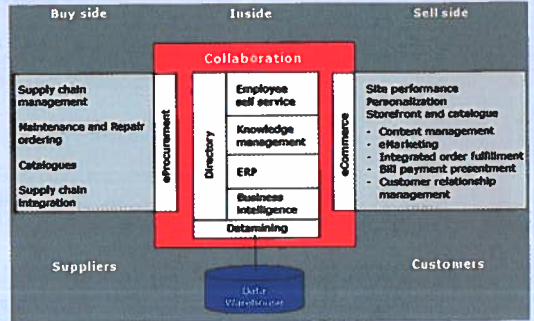 Buy side
Inside
Sell side
Collaboration
Supply chain
management
Maintenance and Repair
ordering
Catalogues
Supply chain
integration
eProcurement
Directory
Employee
self service
Knowledge
management
ERP
Business
Intelligence
Datamining
eCommerce
Site performance
Personalization
Storefront and catalogue
- Content management
- eMarketing
- Integrated order fulfillment
- Bill payment presentment
- Customer relationship
management
Suppliers
Customers
Data
Warehouse